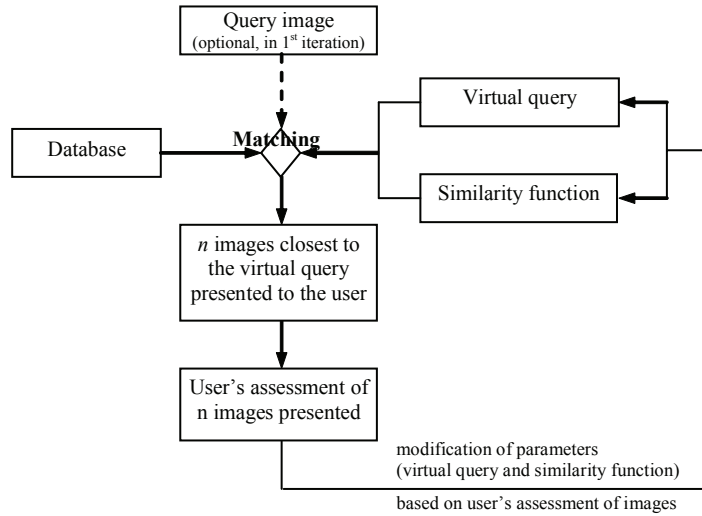 Query image
(optional, in 1st iteration)
Virtual query
Matching
Database
Similarity function
n images closest to
the virtual query
presented to the user
User’s assessment of
n images presented
modification of parameters
(virtual query and similarity function)
based on user’s assessment of images